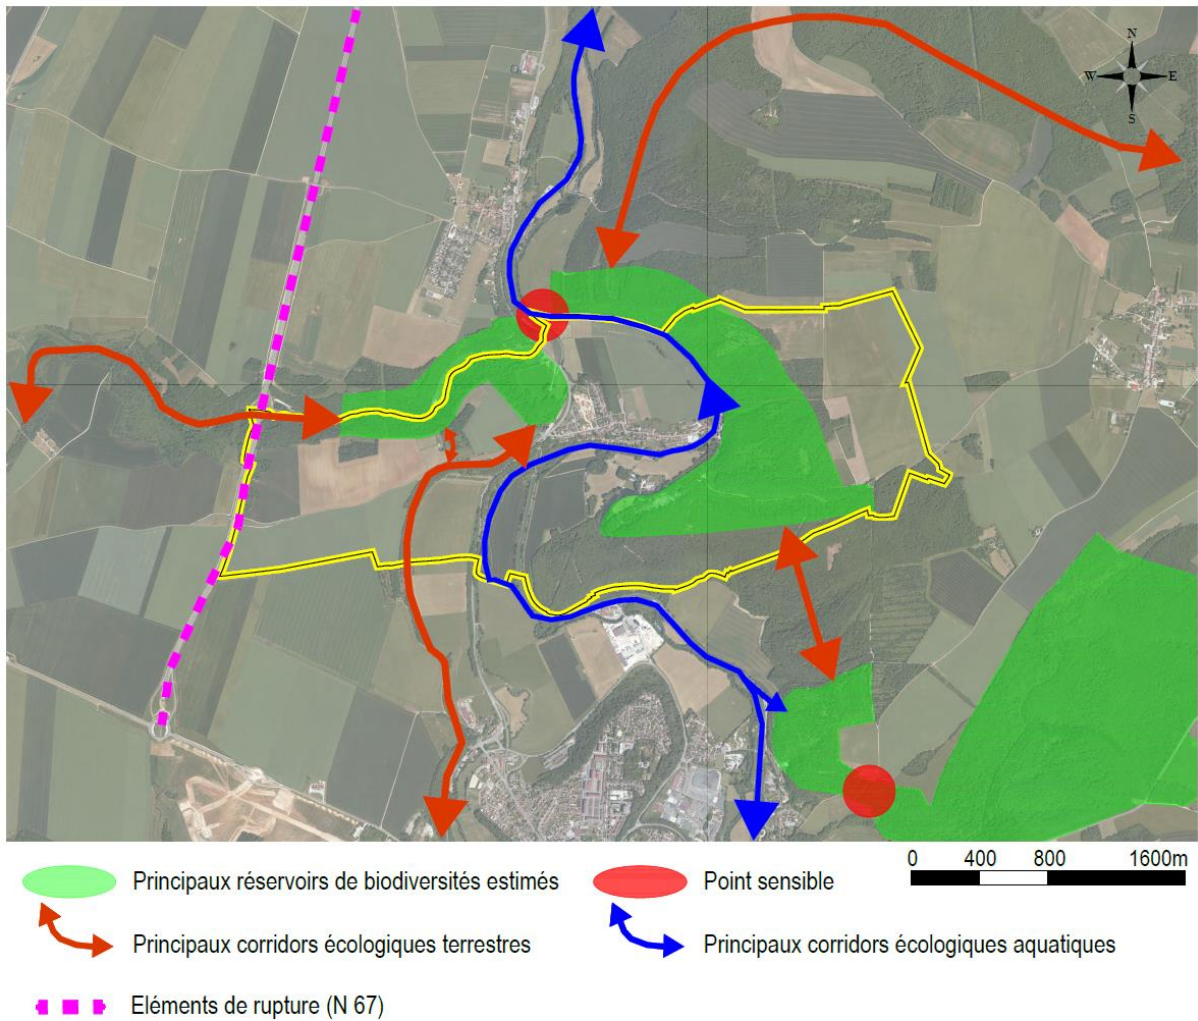 N
W E
S
Principaux réservoirs de biodiversités estimés
Point sensible
0 400 800 1600m
Principaux corridors écologiques terrestres
Principaux corridors écologiques aquatiques
Eléments de rupture (N 67)